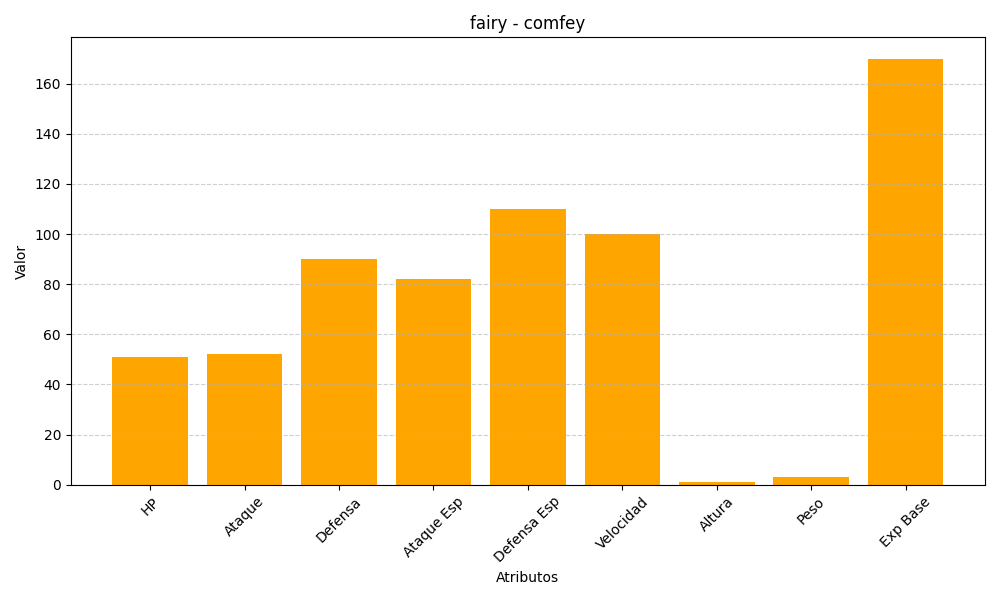 fairy - comfey
Valor
160
140
120
100
80
60
40
20
0
HP
Ataque
Defensa
Ataque Esp
Defensa Esp
Velocidad
Altura
Peso
Exp Base
Atributos